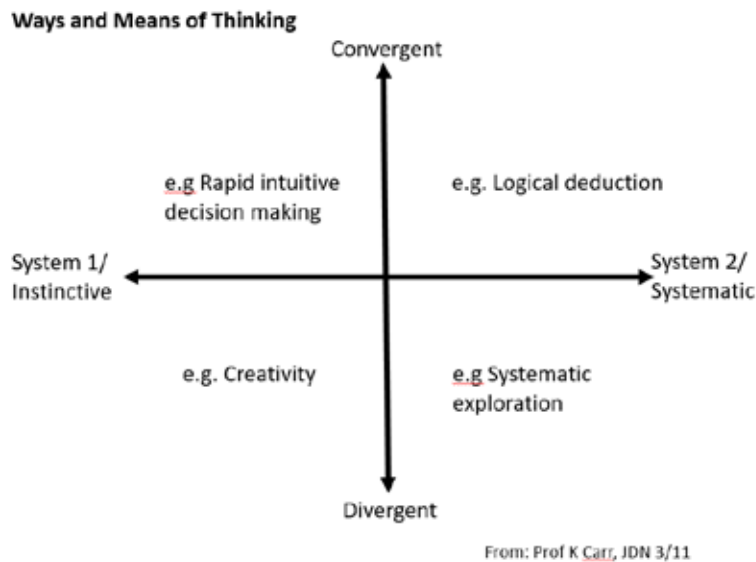 Ways and Means of Thinking
Convergent
e.g Rapid intuitive
decision making
e.g. Logical deduction
System 1/
Instinctive
System 2/
Systematic
e.g. Creativity
e.g Systematic
exploration
Divergent
From: Prof K Carr, JDN 3/11